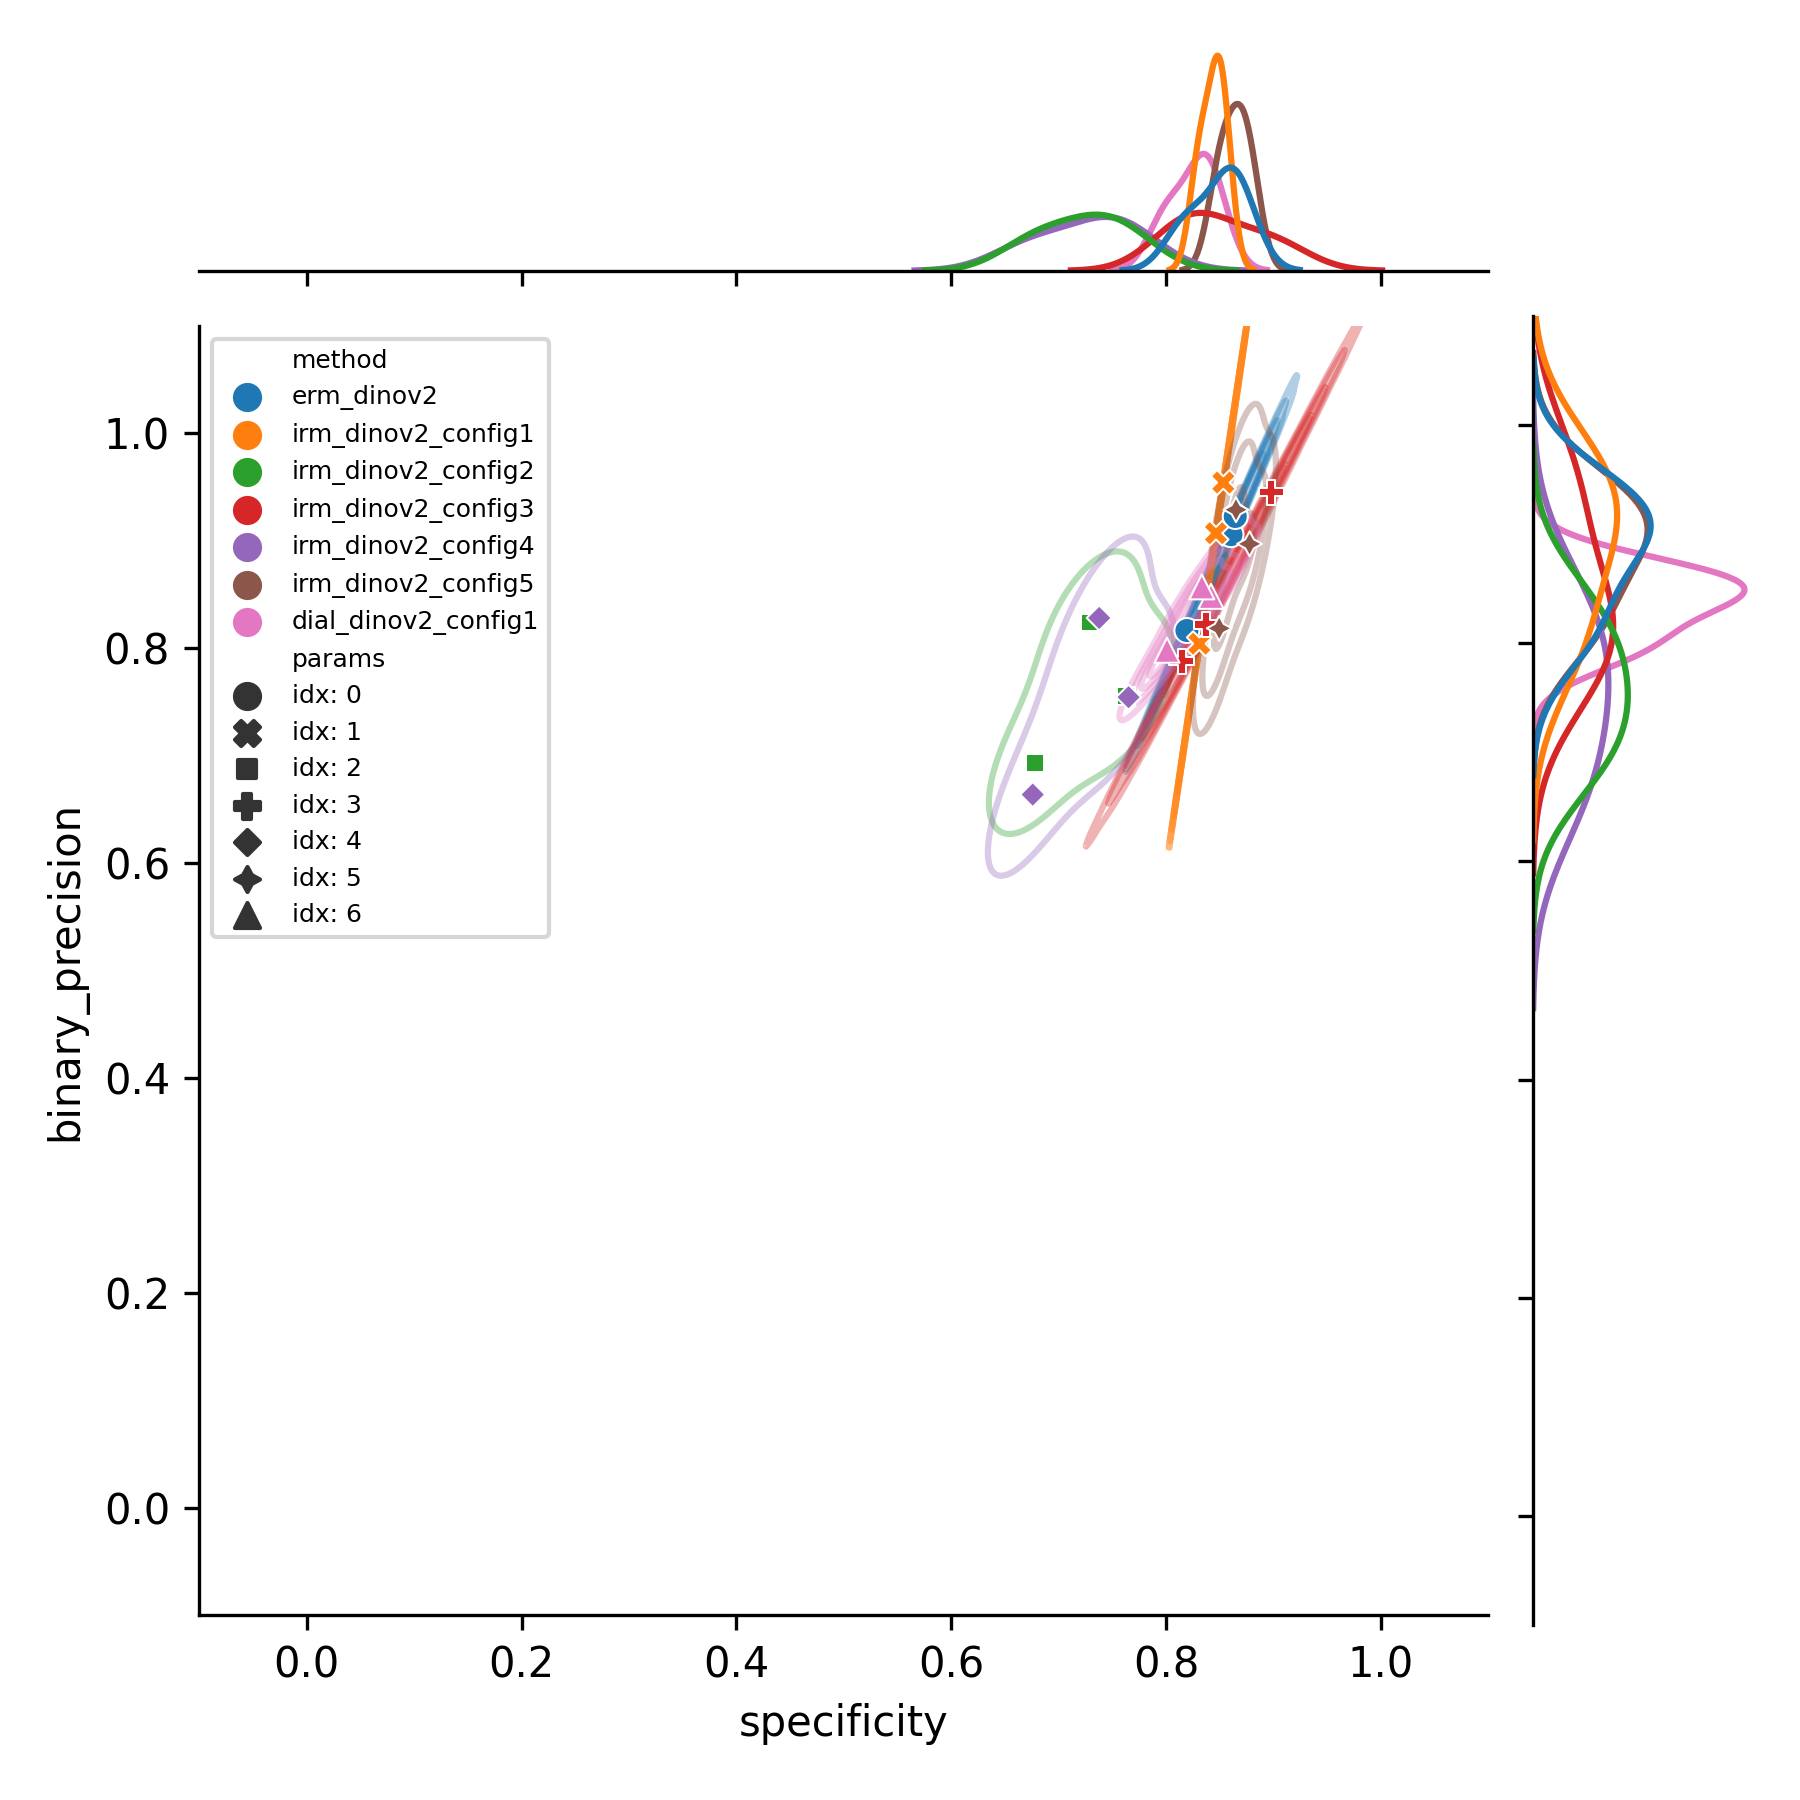 method
erm_dinov2
irm_dinov2_config1
irm_dinov2_config2
irm_dinov2_config3
irm_dinov2_config4
irm_dinov2_config5
dial_dinov2_config1
params
idx: 0
idx: 1
idx: 2
idx: 3
idx: 4
idx: 5
idx: 6
1.0
0.8
0.6
0.4
0.2
0.0
binary_precision
0.0 0.2 0.4 0.6 0.8 1.0
specificity